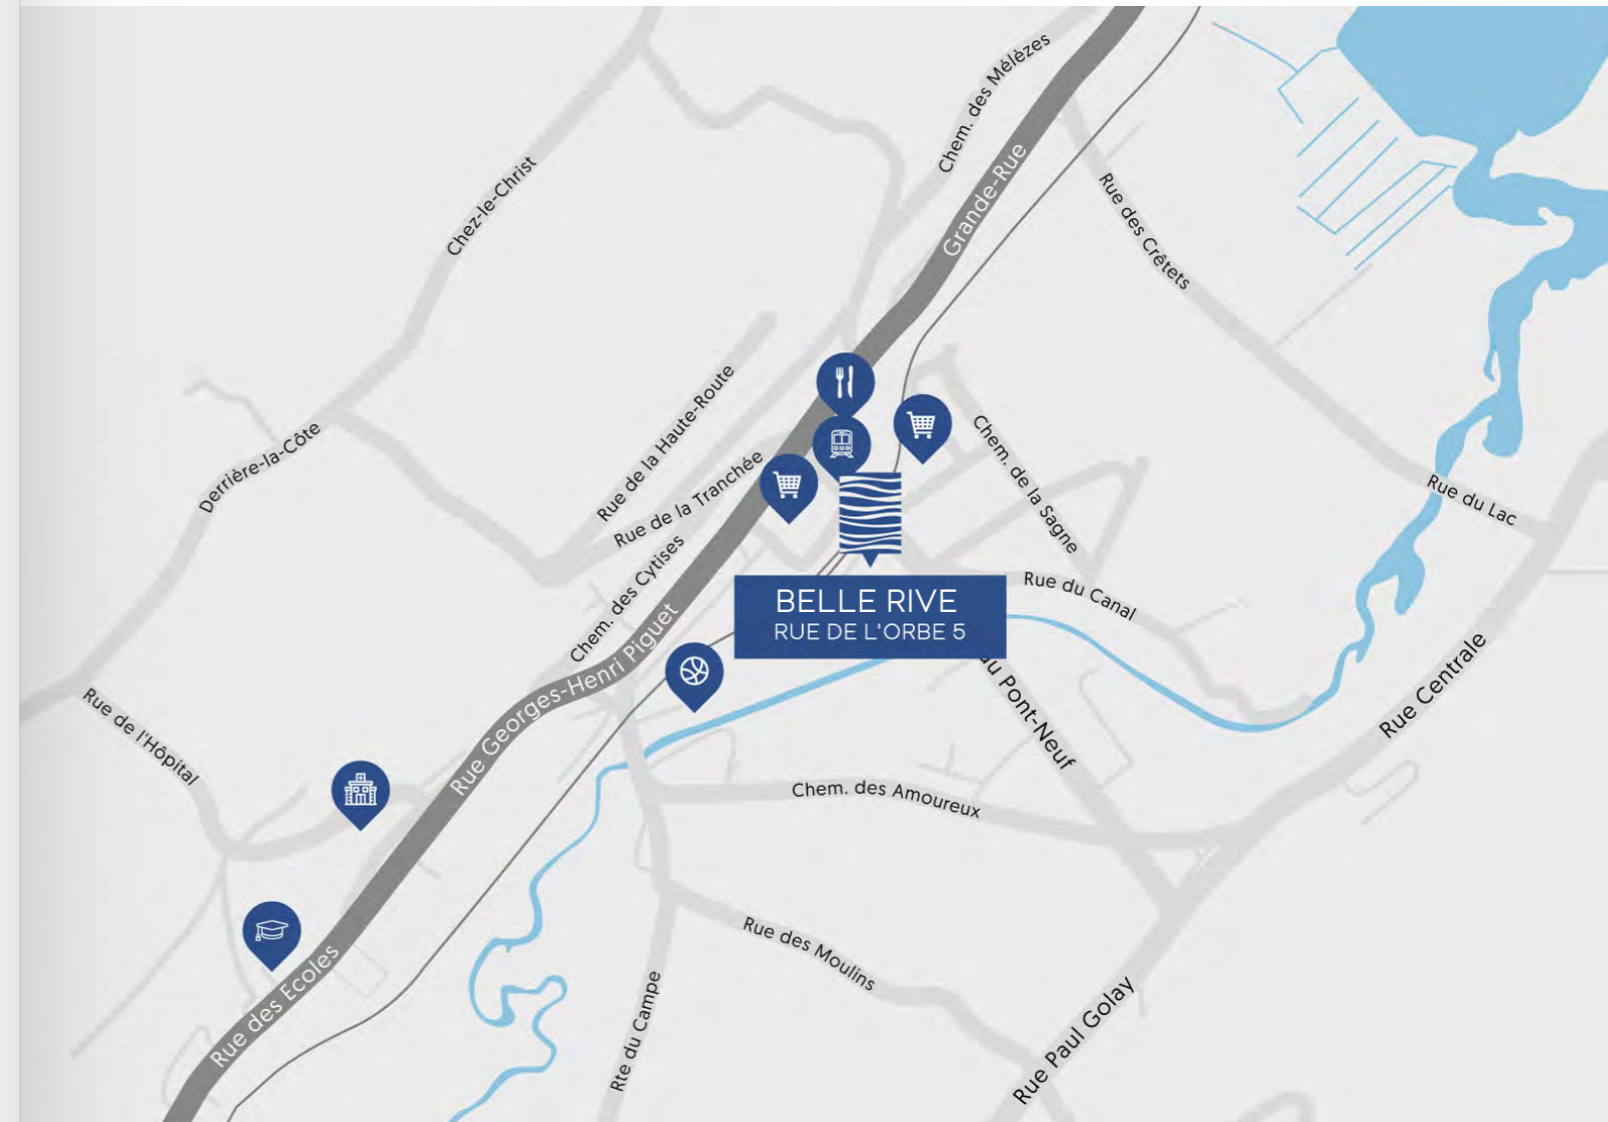 Chem. des Mélèzes
Grande-Rue
Chez-le-Christ
Rue des Crêtets
Rue de la Haute-Route
Derrière-la-Côte
Rue de la Tranchée
Chem. de la Sagne
Rue du Lac
Chem. des Cytises
Rue du Canal
BELLE RIVE
RUE DE L'ORBE 5
Rue Georges-Henri Piguet
du Pont-Neuf
Rue Centrale
Rue de l'Hôpital
Chem. des Amoureux
Rue des Moulins
Rue des Ecoles
Rte du Campe
Rue Paul Golay